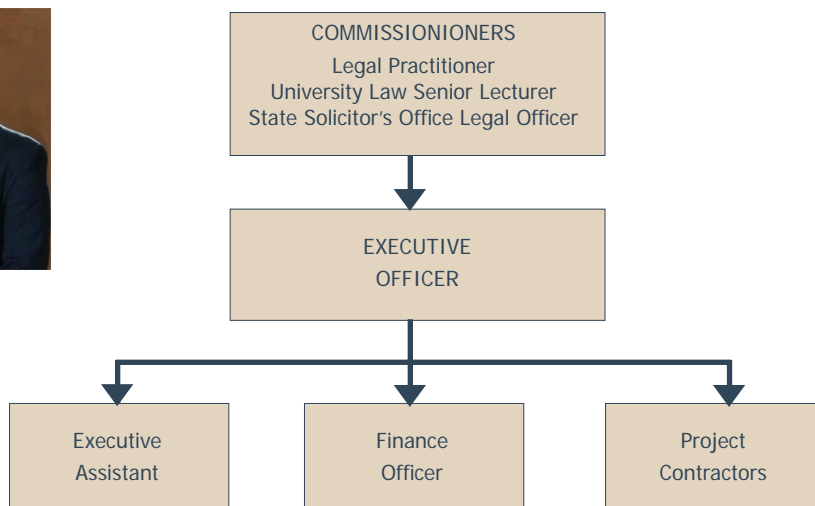 COMMISSIONIONERS
Legal Practitioner
University Law Senior Lecturer
State Solicitor's Office Legal Officer
EXECUTIVE
OFFICER
Executive
Assistant
Finance
Officer
Project
Contractors